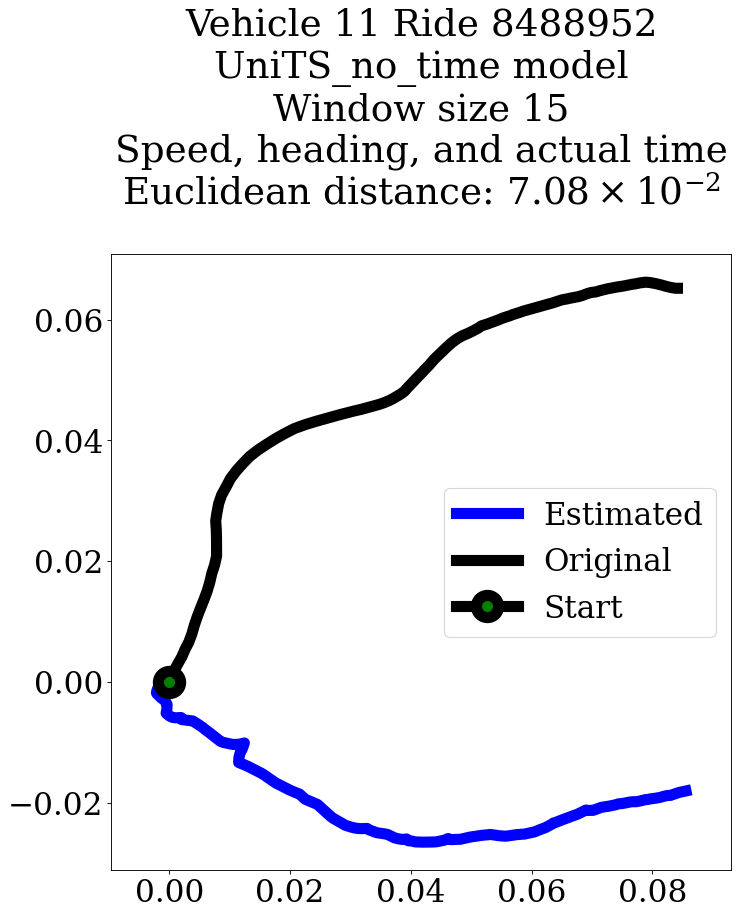 Vehicle 11 Ride 8488952
UniTS_no_time model
Window size 15
Speed, heading, and actual time
Euclidean distance: 7.08 × 10⁻²
0.06
0.04
0.02
0.00
−0.02
Estimated
Original
Start
0.00 0.02 0.04 0.06 0.08